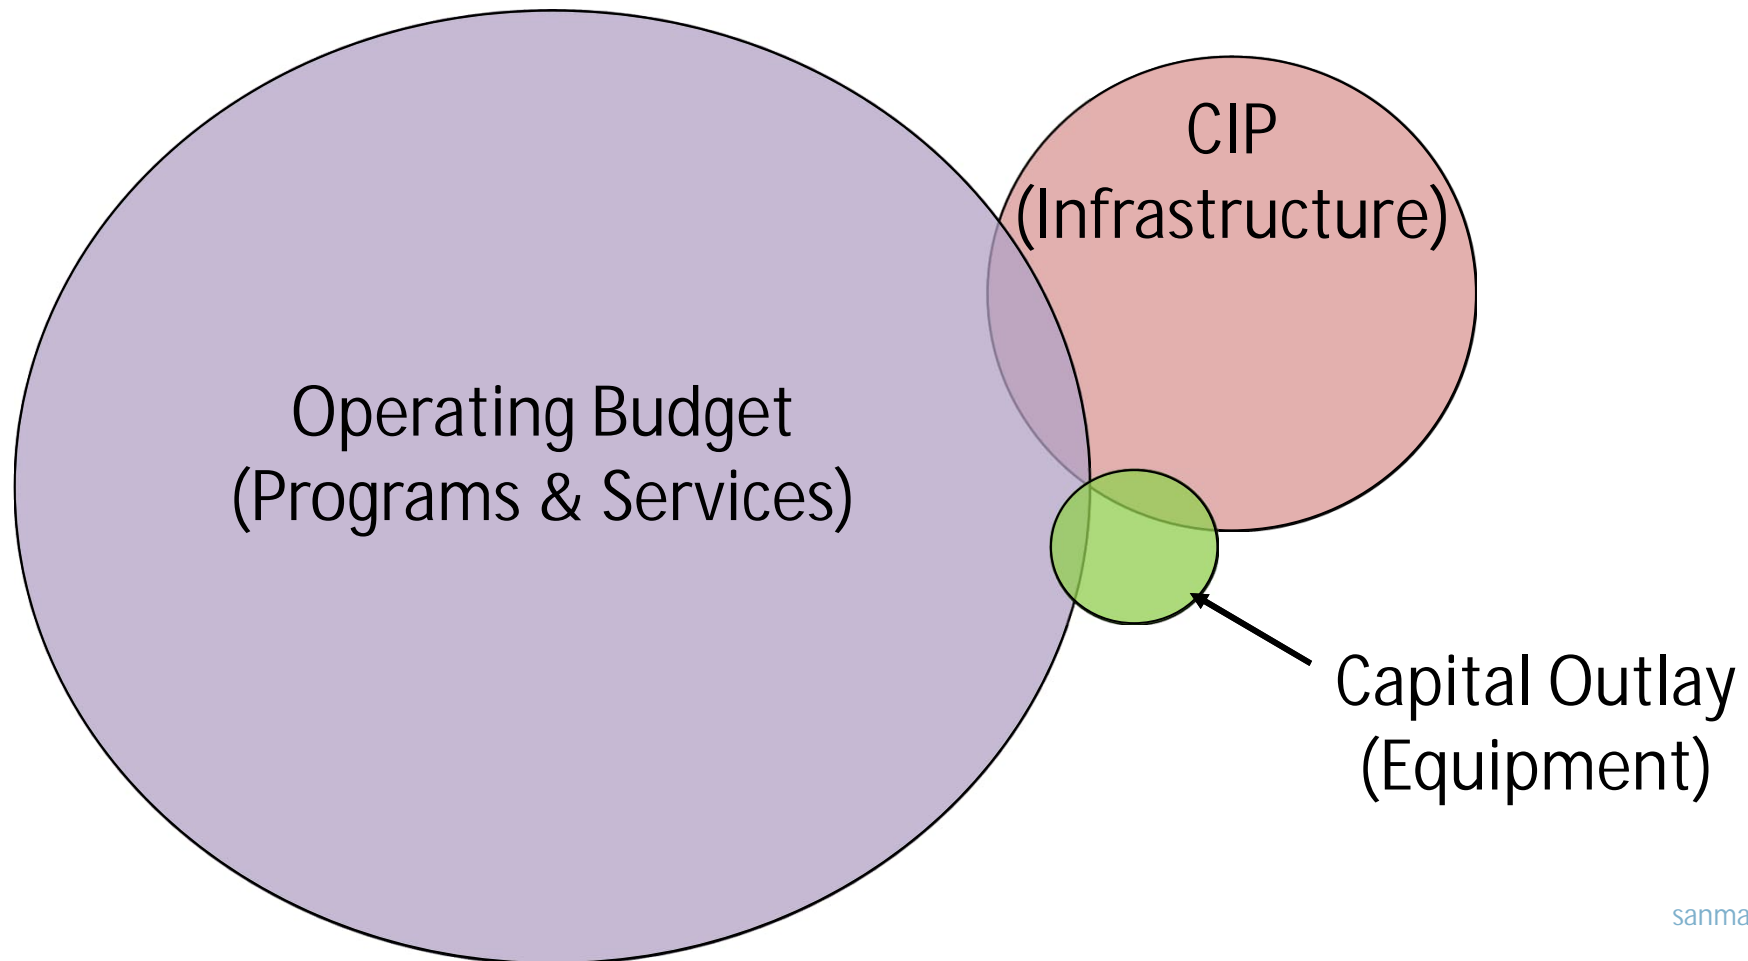 CIP
(Infrastructure)
Operating Budget
(Programs & Services)
Capital Outlay
(Equipment)
sanma